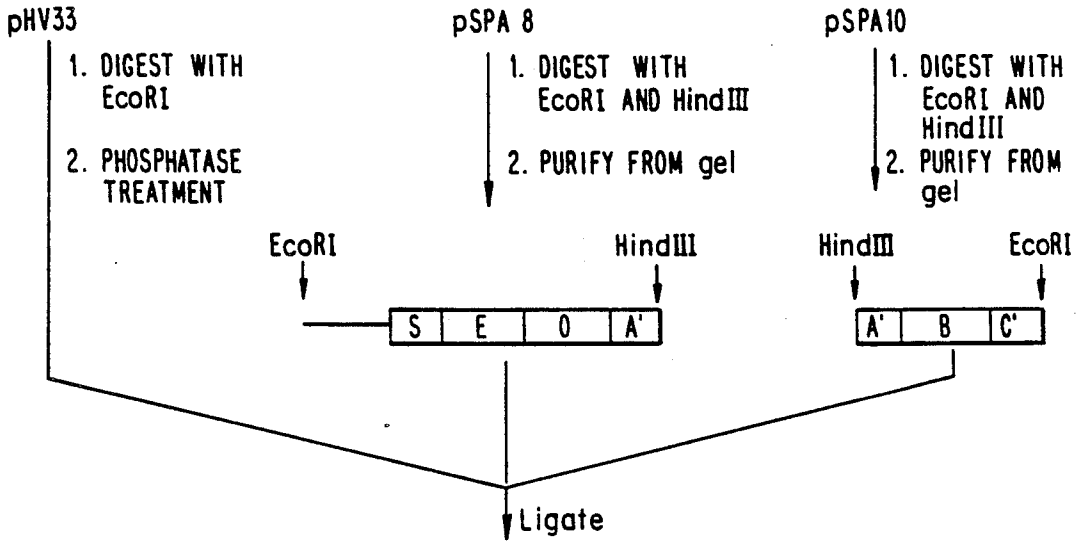 pHV33
1. DIGEST WITH
EcoRI
2. PHOSPHATASE
TREATMENT
pSPA 8
1. DIGEST WITH
EcoRI AND HindIII
2. PURIFY FROM gel
pSPA10
1. DIGEST WITH
EcoRI AND
HindIII
2. PURIFY FROM
gel
EcoRI
HindIII
HindIII
EcoRI
S E O A'
A' B C'
Ligate